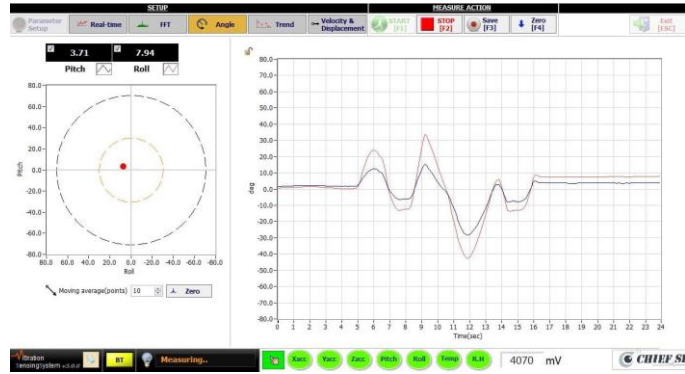 SETUP
MEASURE ACTION
Parameter Setup
Real-time
FFT
Angle
Trend
Velocity & Displacement
START [F1]
STOP [F2]
Save [F3]
Zero [F4]
Exit [ESC]
3.71
7.94
Pitch
Roll
80.0
60.0
40.0
20.0
0.0
-20.0
-40.0
-60.0
-80.0
Pitch
80.0 60.0 40.0 20.0 0.0 -20.0 -40.0 -60.0 -80.0
Roll
Moving average(points) 10
Zero
80.0
70.0
60.0
50.0
40.0
30.0
20.0
10.0
0.0
-10.0
-20.0
-30.0
-40.0
-50.0
-60.0
-70.0
-80.0
deg
0 1 2 3 4 5 6 7 8 9 10 11 12 13 14 15 16 17 18 19 20 21 22 23 24
Time(sec)
Vibration
SensingSystem
BT
Measuring..
Xacc
Yacc
Zacc
Pitch
Roll
Temp
R.H
4070 mV
CHIEF SI